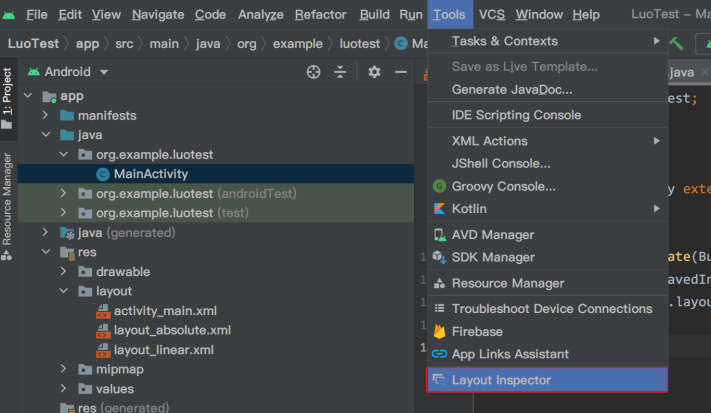 File Edit View Navigate Code Analyze Refactor Build Run Tools VCS Window Help LuoTest – Ma
LuoTest app src main java org example luotest Ma
Android
1: Project
Resource Manager
app
manifests
java
org.example.luotest
MainActivity
org.example.luotest (androidTest)
org.example.luotest (test)
java (generated)
res
drawable
layout
activity_main.xml
layout_absolute.xml
layout_linear.xml
mipmap
values
res (generated)
Tasks & Contexts
Save as Live Template...
Generate JavaDoc...
IDE Scripting Console
XML Actions
JShell Console...
Groovy Console...
Kotlin
AVD Manager
SDK Manager
Resource Manager
Troubleshoot Device Connections
Firebase
App Links Assistant
Layout Inspector
.java
est;
y exte
ate(Bu
avedIn
.layou
1
1
1
1